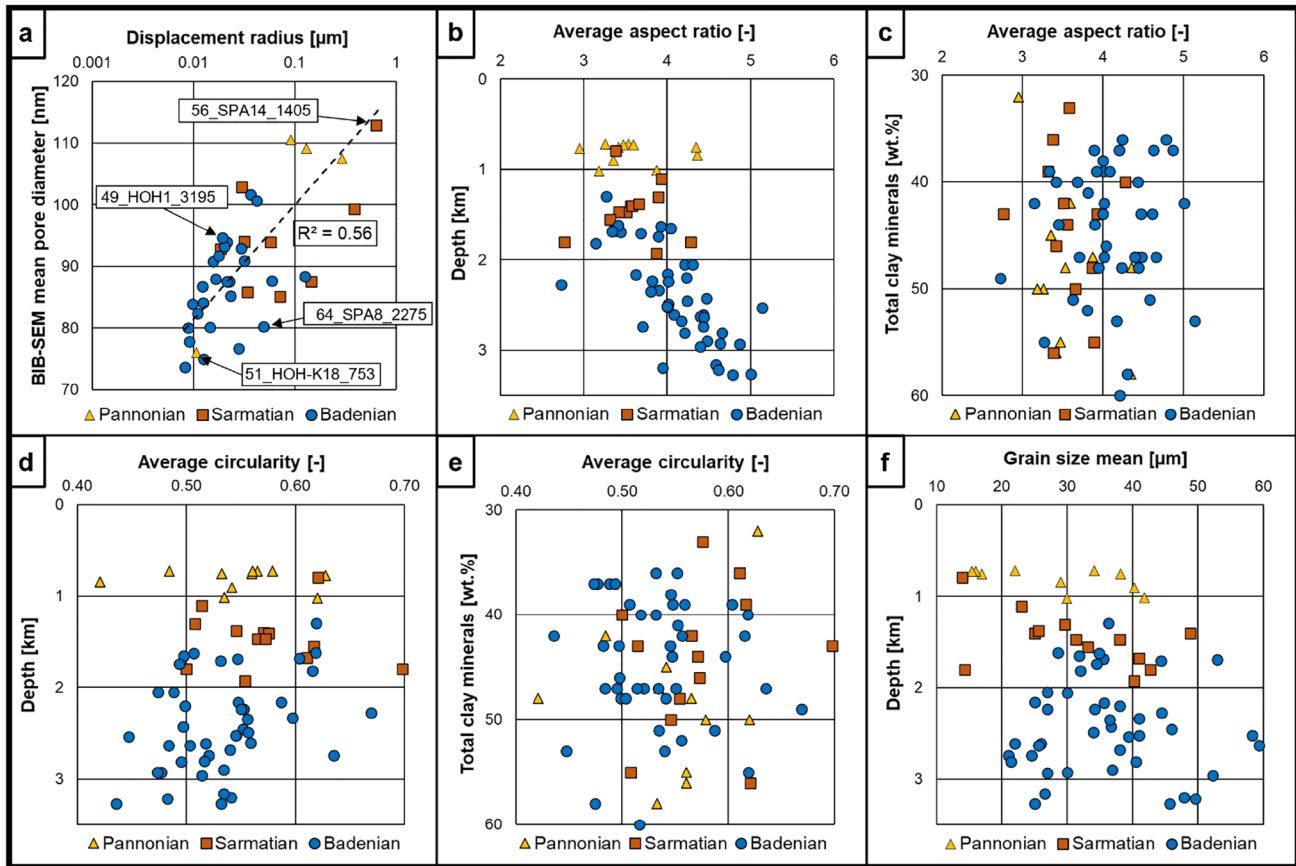 a
Displacement radius [µm]
0.001 0.01 0.1 1
BIB-SEM mean pore diameter [nm]
120
110
100
90
80
70
56_SPA14_1405
49_HOH1_3195
R² = 0.56
64_SPA8_2275
51_HOH-K18_753
Pannonian Sarmatian Badenian
b
Average aspect ratio [-]
2 3 4 5 6
Depth [km]
0
1
2
3
Pannonian Sarmatian Badenian
c
Average aspect ratio [-]
2 3 4 5 6
Total clay minerals [wt.%]
30
40
50
60
Pannonian Sarmatian Badenian
d
Average circularity [-]
0.40 0.50 0.60 0.70
Depth [km]
0
1
2
3
Pannonian Sarmatian Badenian
e
Average circularity [-]
0.40 0.50 0.60 0.70
Total clay minerals [wt.%]
30
40
50
60
Pannonian Sarmatian Badenian
f
Grain size mean [µm]
10 20 30 40 50 60
Depth [km]
0
1
2
3
Pannonian Sarmatian Badenian